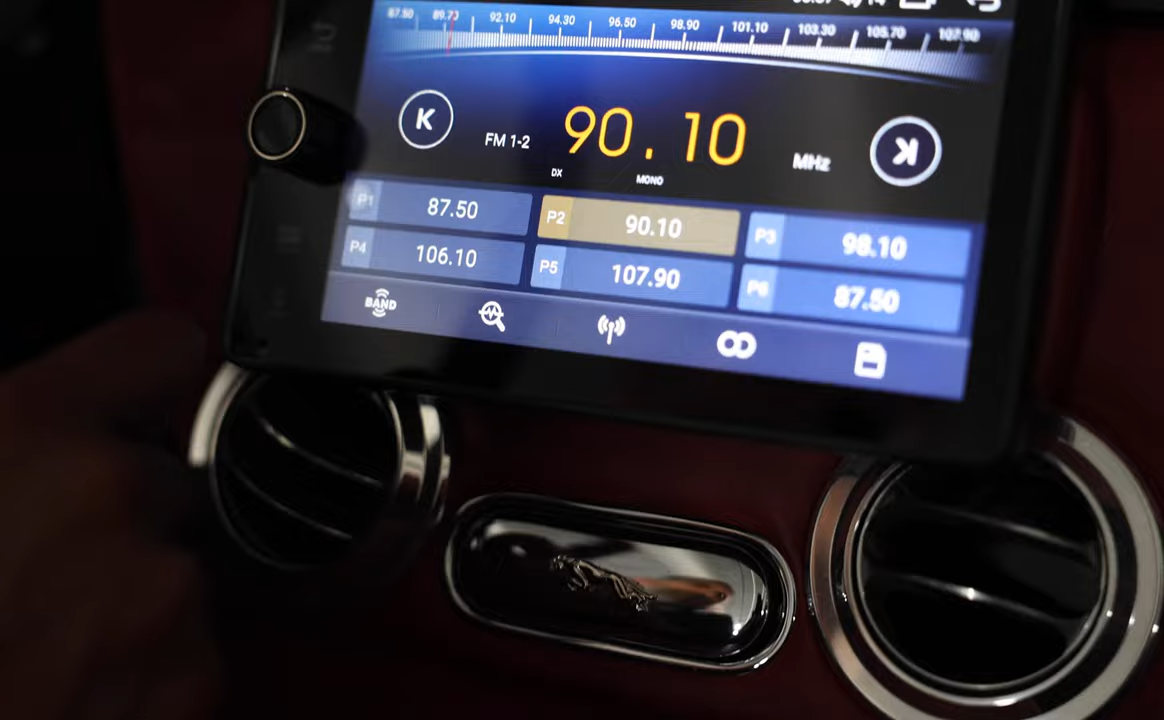 87.50 89.70 92.10 94.30 96.50 98.90 101.10 103.30 105.70 107.90
K FM 1-2 90.10 MHz K
DX MONO
P1 87.50 P2 90.10 P3 98.10
P4 106.10 P5 107.90 P6 87.50
BAND